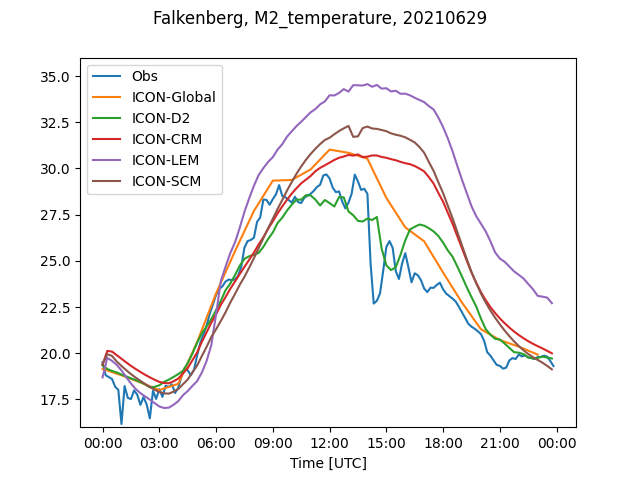 Falkenberg, M2_temperature, 20210629
35.0
32.5
30.0
27.5
25.0
22.5
20.0
17.5
Obs
ICON-Global
ICON-D2
ICON-CRM
ICON-LEM
ICON-SCM
00:00 03:00 06:00 09:00 12:00 15:00 18:00 21:00 00:00
Time [UTC]